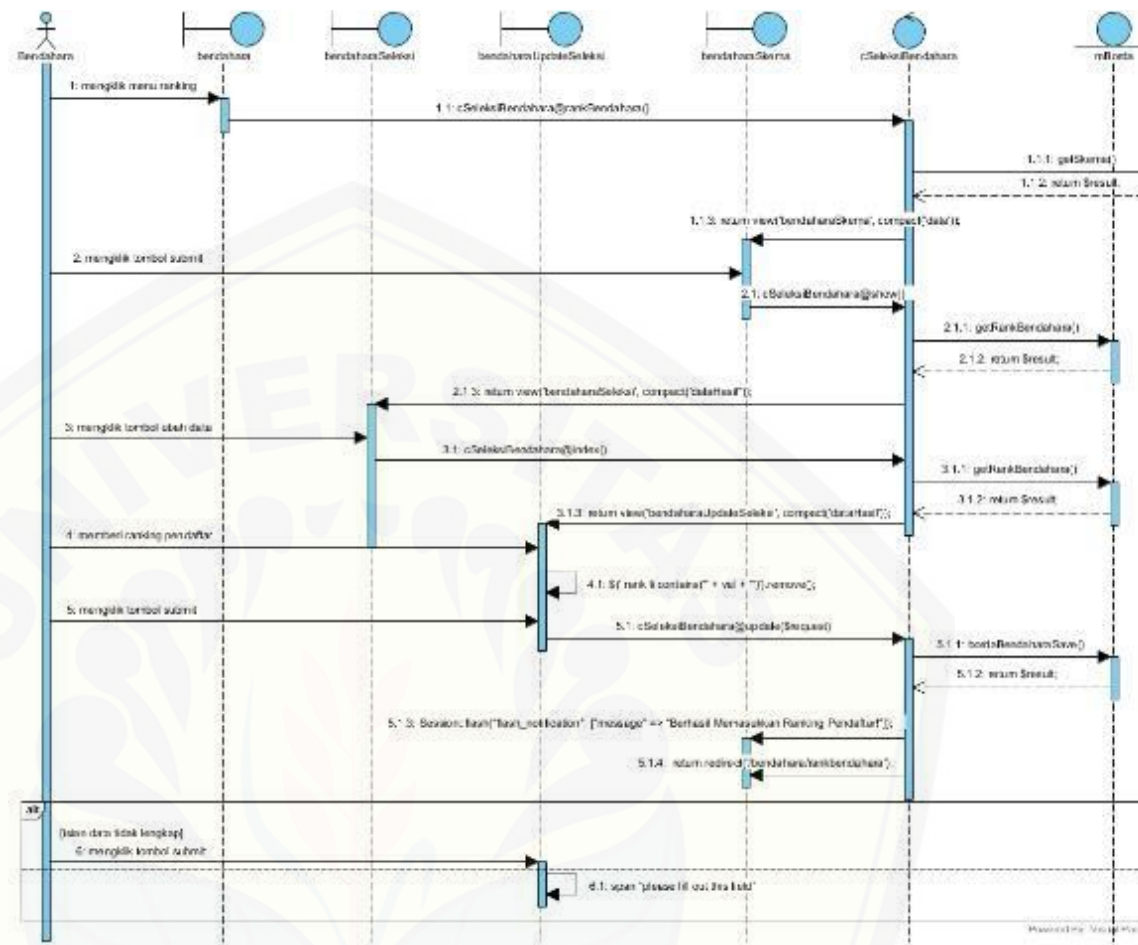 Bendahara
bendahara
bendaharaSeleksi
bendaharaUpdateSeleksi
bendaharaSkema
cSeleksiBendahara
1: mengklik menu ranking
1.1: cSeleksiBendahara@rankBendahara()
1.1.1: getSkema()
1.1.2: return $result;
1.1.3: return view('bendaharaSkema', compact('data'));
2: mengklik tombol submit
2.1: cSeleksiBendahara@show()
2.1.1: getRankBendahara()
2.1.2: return $result;
2.1.3: return view('bendaharaSeleksi', compact('dataHasil'));
3: mengklik tombol ubah data
3.1: cSeleksiBendahara@index()
3.1.1: getRankBendahara()
3.1.2: return $result;
3.1.3: return view('bendaharaUpdateSeleksi', compact('dataHasil'));
4: memberi ranking pendaftar
5: mengklik tombol submit
5.1: cSeleksiBendahara@update($request)
5.1.2: return $result;
5.1.3: Session::flash("flash_notification", ["message" => "Berhasil Memasukkan Ranking Pendaftar"]);
5.1.4: return redirect('/bendahara/rankbendahara');
alt
[isian data tidak lengkap]
6: mengklik tombol submit
6.1: span "please fill out this field"
UNIVERSITAS